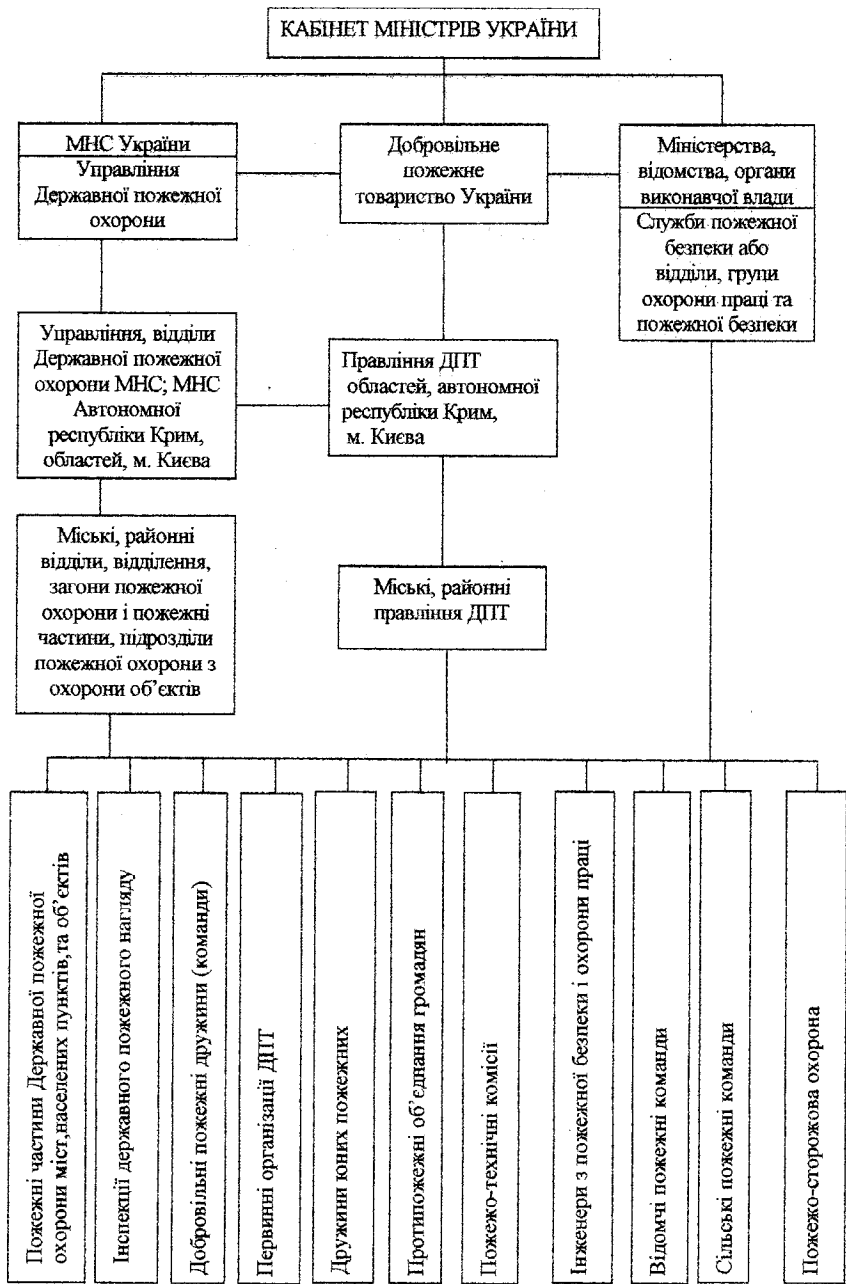 КАБІНЕТ МІНІСТРІВ УКРАЇНИ
МНС України
Управління
Державної пожежної
охорони
Добровільне
пожежне
товариство України
Міністерства,
відомства, органи
виконавчої влади
Служби пожежної
безпеки або
відділи, групи
охорони праці та
пожежної безпеки
Управління, відділи
Державної пожежної
охорони МНС; МНС
Автономної
республіки Крим,
областей, м. Києва
Правління ДПТ
областей, автономної
республіки Крим,
м. Києва
Міські, районні
відділи, відділення,
загони пожежної
охорони і пожежні
частини, підрозділи
пожежної охорони з
охорони об’єктів
Міські, районні
правління ДПТ
Пожежні частини Державної пожежної
охорони міст,населених пунктів,та об’єктів
Інспекції державного пожежного нагляду
Добровільні пожежні дружини (команди)
Первинні організації ДПТ
Дружини юних пожежних
Протипожежні об’єднання громадян
Пожежо-технічні комісії
Інженери з пожежної безпеки і охорони праці
Відомчі пожежні команди
Сільські пожежні команди
Пожежо-сторожова охорона